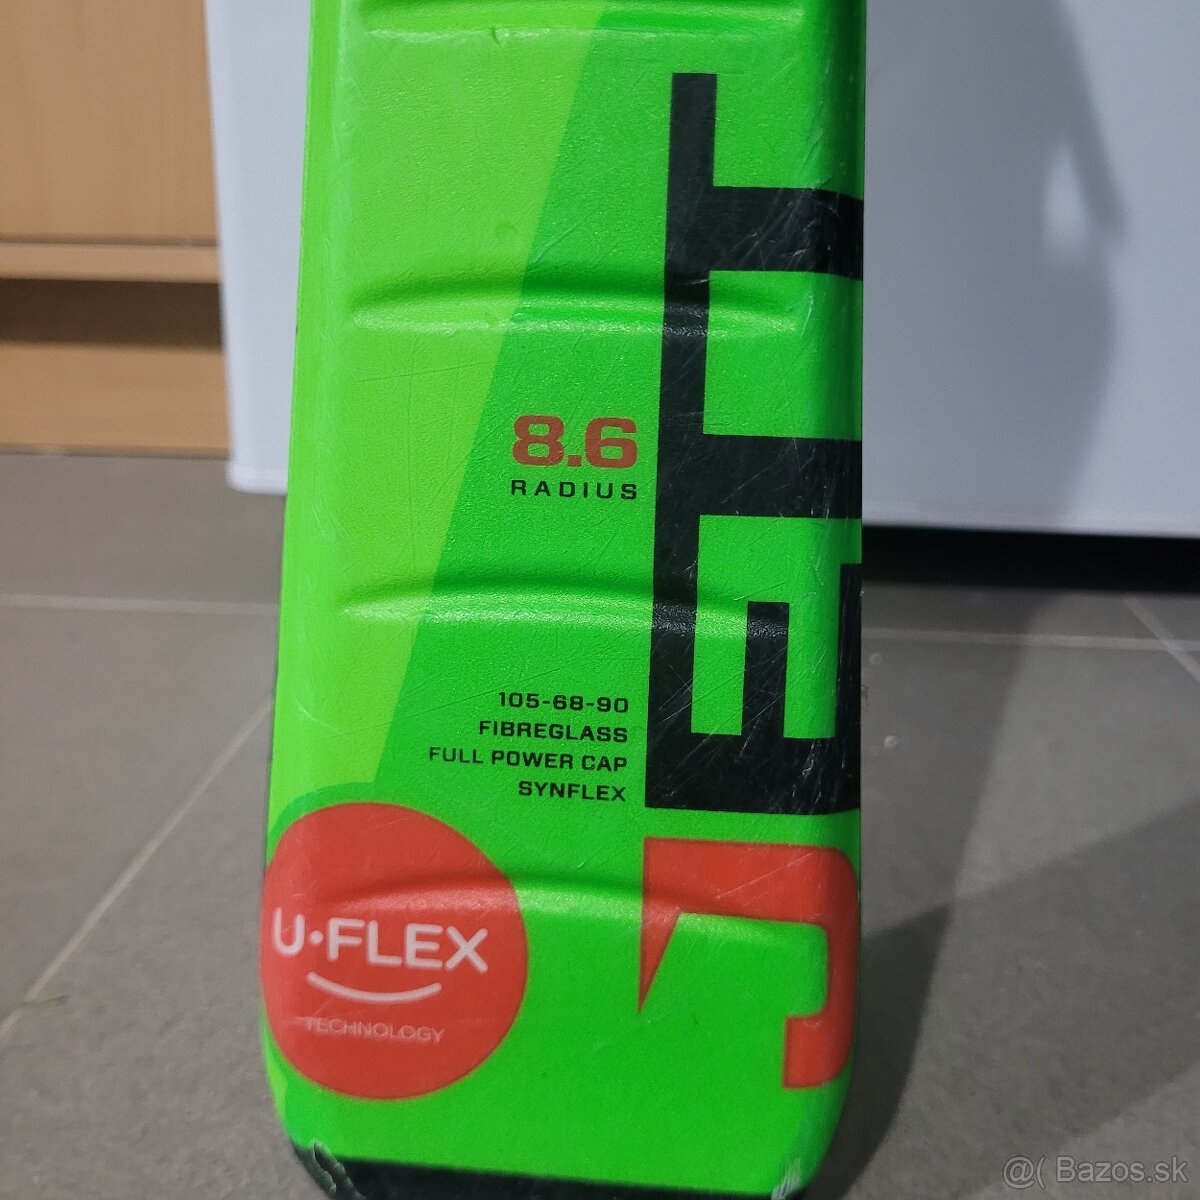 8.6
RADIUS
105-68-90
FIBREGLASS
FULL POWER CAP
SYNFLEX
U•FLEX
TECHNOLOGY
@( Bazos.sk